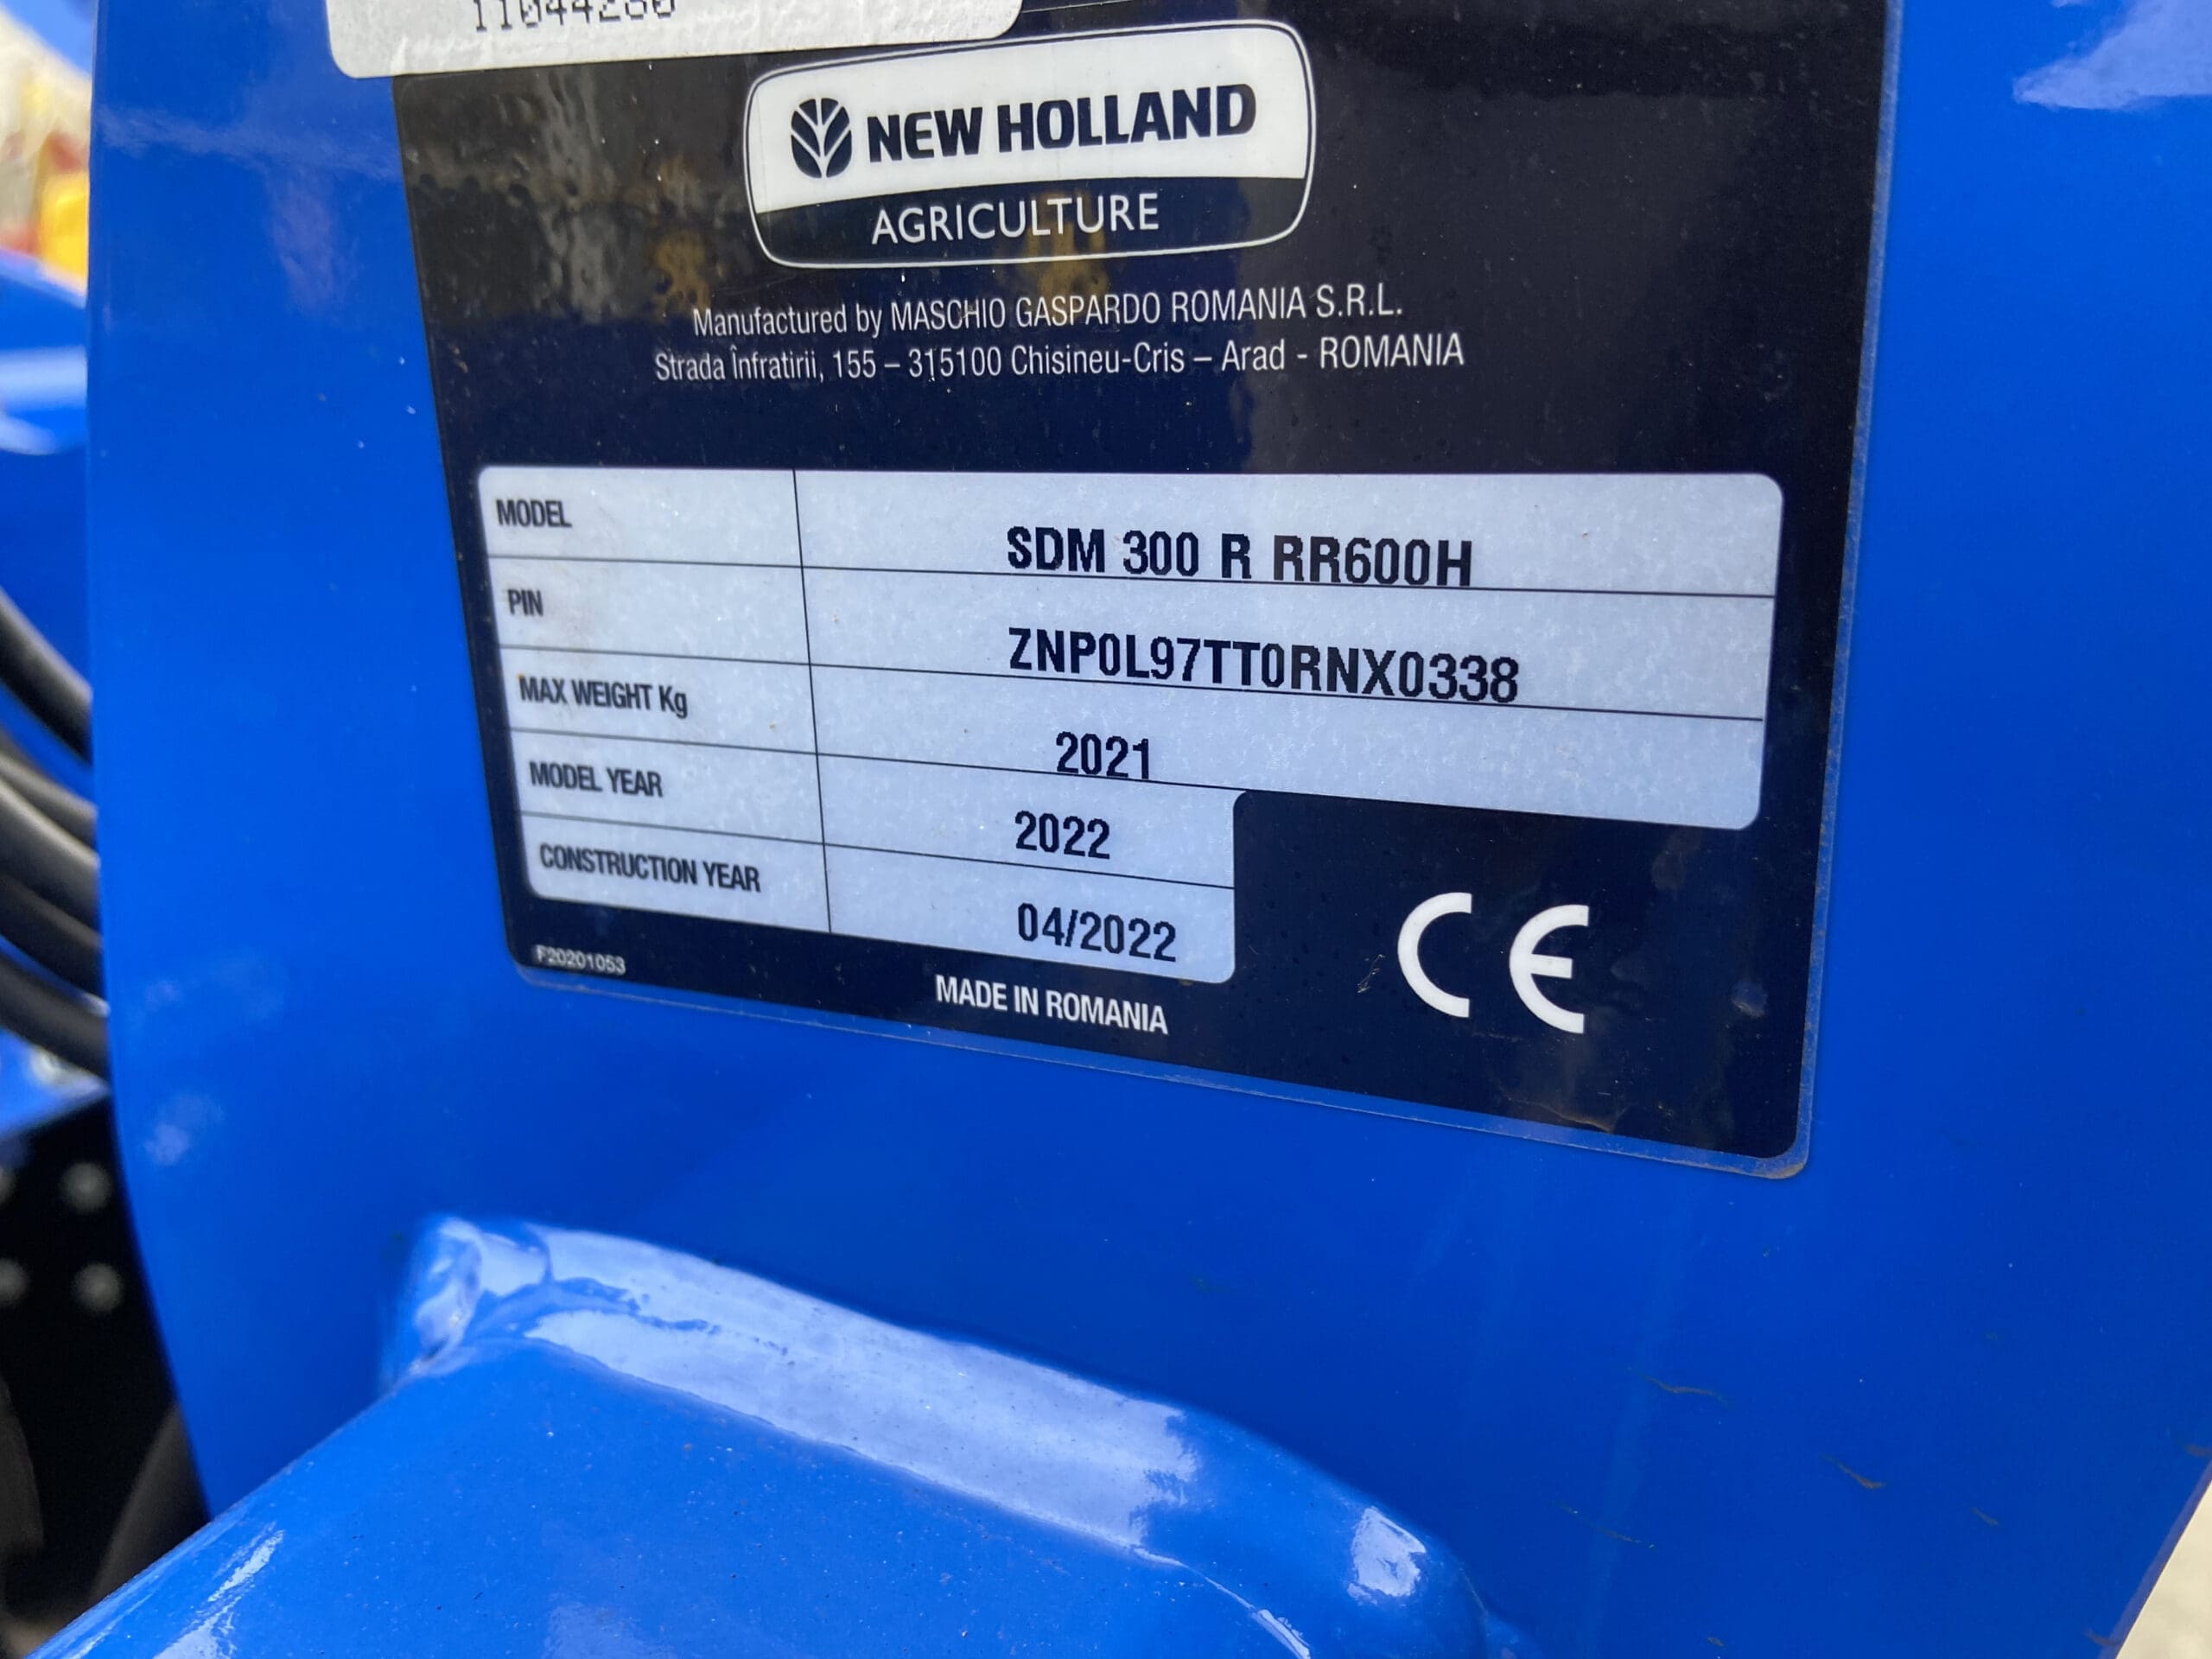 NEW HOLLAND
AGRICULTURE
Manufactured by MASCHIO GASPARDO ROMANIA S.R.L.
Strada Înfratirii, 155 – 315100 Chisineu-Cris – Arad - ROMANIA
MODEL SDM 300 R RR600H
PIN ZNP0L97TT0RNX0338
MAX WEIGHT Kg 2021
MODEL YEAR 2022
CONSTRUCTION YEAR 04/2022
CE
F20201053
MADE IN ROMANIA